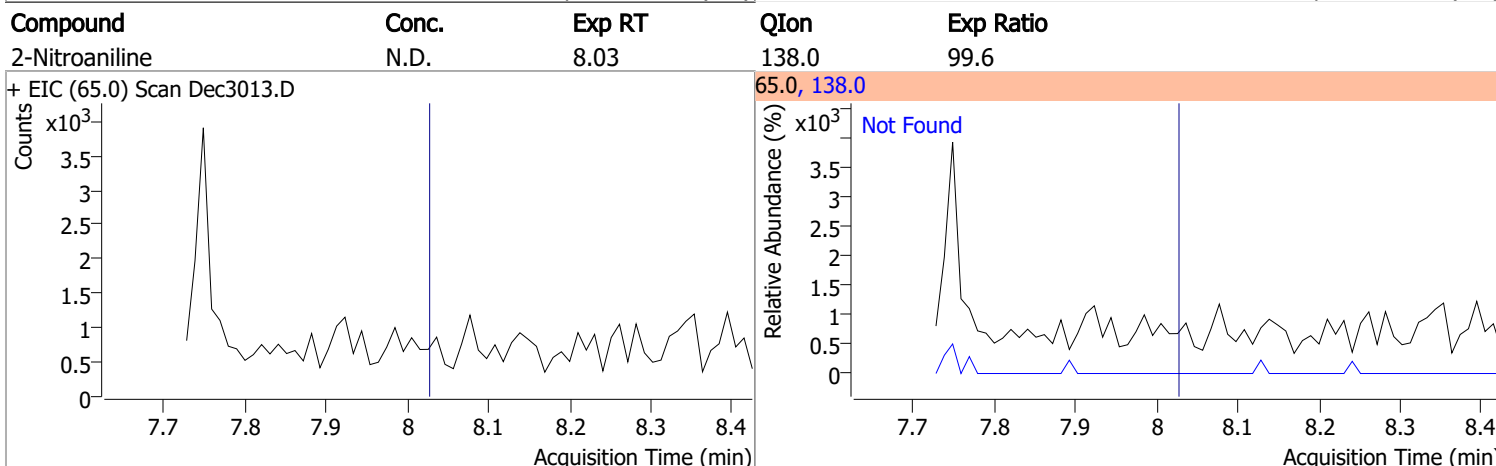 Compound Conc. Exp RT QIon Exp Ratio
2-Nitroaniline N.D. 8.03 138.0 99.6
+ EIC (65.0) Scan Dec3013.D
Counts
x10³
3.5
3
2.5
2
1.5
1
0.5
0
7.7 7.8 7.9 8 8.1 8.2 8.3 8.4
Acquisition Time (min)
65.0, 138.0
Relative Abundance (%)
x10³
Not Found
3.5
3
2.5
2
1.5
1
0.5
0
7.7 7.8 7.9 8 8.1 8.2 8.3 8.4
Acquisition Time (min)